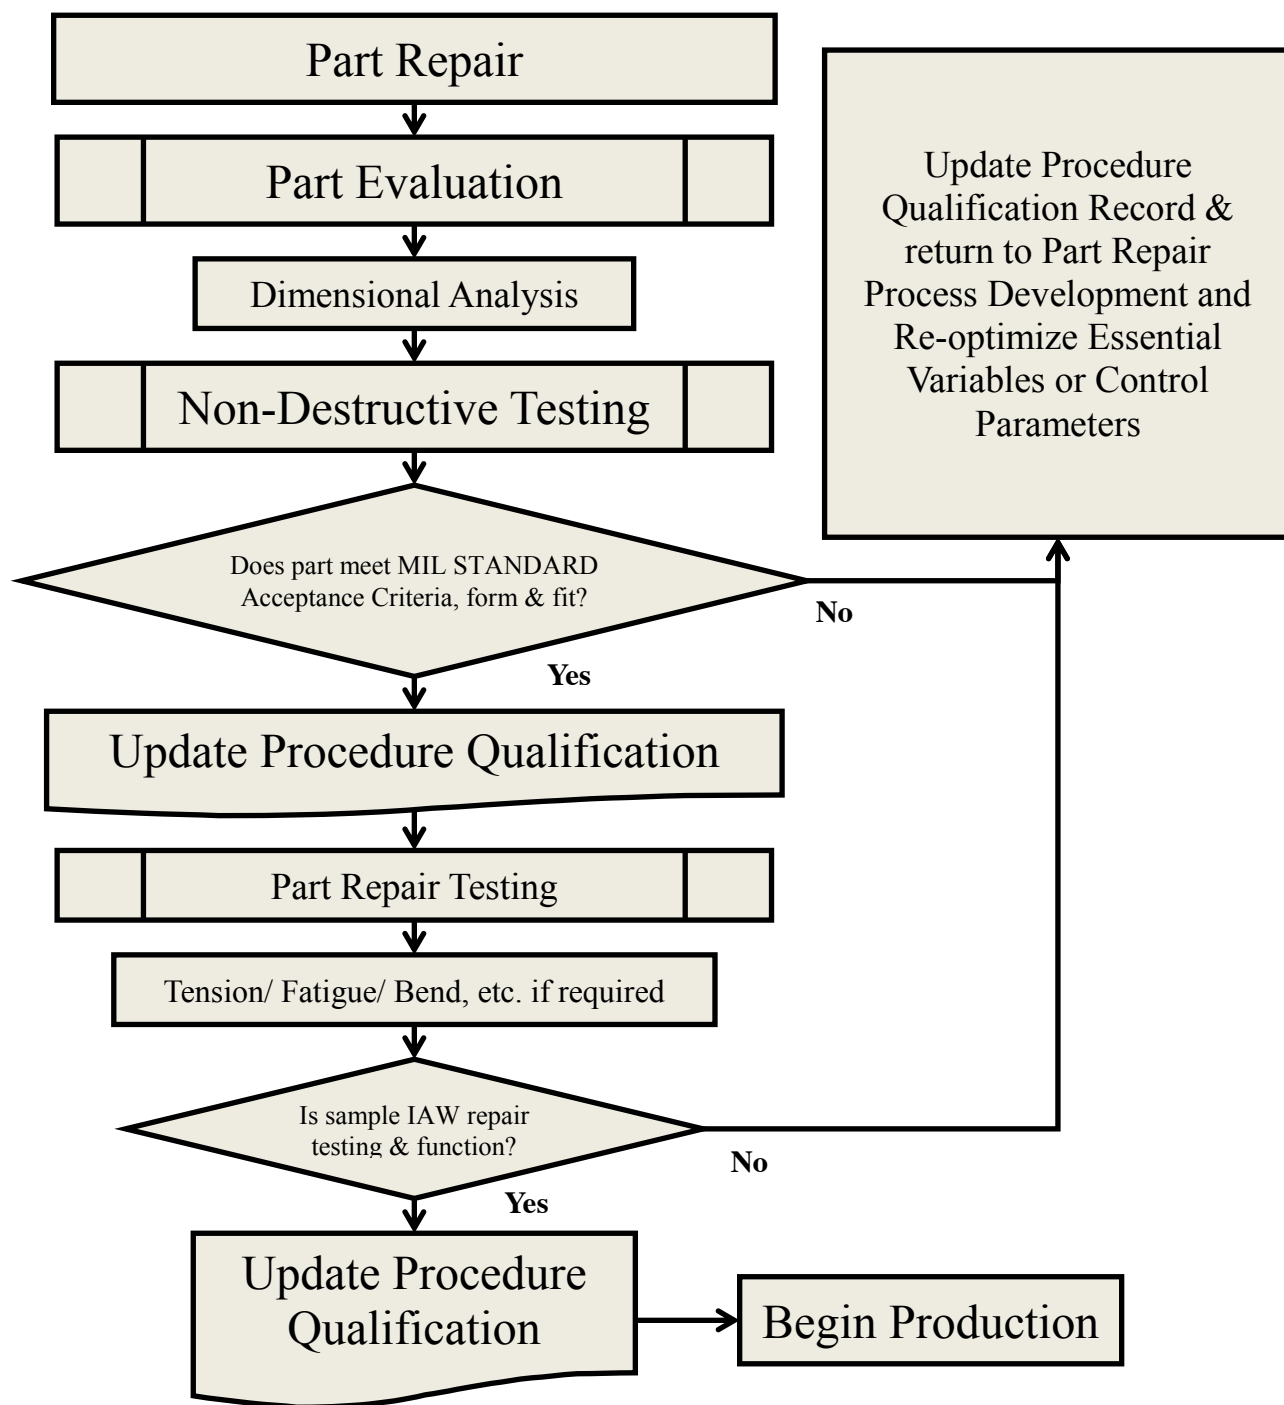 Part Repair
Part Evaluation
Dimensional Analysis
Non-Destructive Testing
Does part meet MIL STANDARD
Acceptance Criteria, form & fit?
No
Yes
Update Procedure Qualification
Part Repair Testing
Tension/ Fatigue/ Bend, etc. if required
Is sample IAW repair
testing & function?
No
Yes
Update Procedure
Qualification
Begin Production
Update Procedure
Qualification Record &
return to Part Repair
Process Development and
Re-optimize Essential
Variables or Control
Parameters